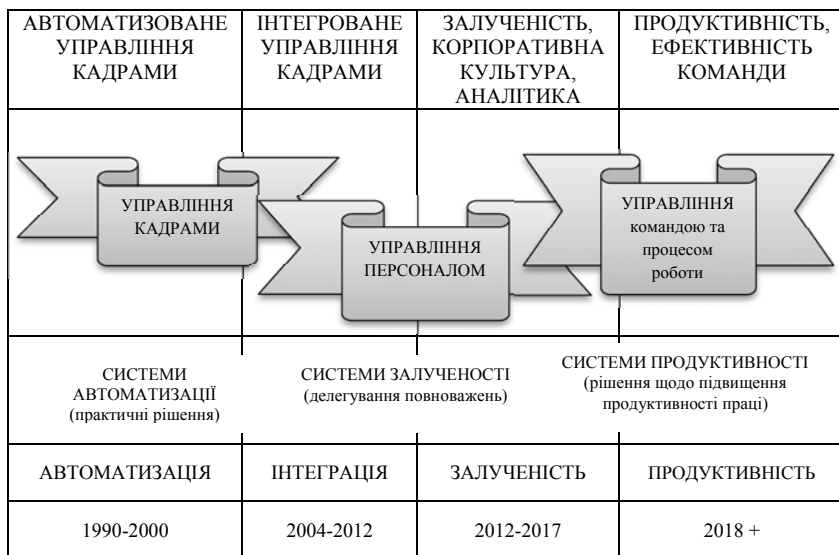 АВТОМАТИЗОВАНЕ
УПРАВЛІННЯ
КАДРАМИ
ІНТЕГРОВАНЕ
УПРАВЛІННЯ
КАДРАМИ
ЗАЛУЧЕНІСТЬ,
КОРПОРАТИВНА
КУЛЬТУРА,
АНАЛІТИКА
ПРОДУКТИВНІСТЬ,
ЕФЕКТИВНІСТЬ
КОМАНДИ
УПРАВЛІННЯ
КАДРАМИ
УПРАВЛІННЯ
ПЕРСОНАЛОМ
УПРАВЛІННЯ
командою та
процесом
роботи
СИСТЕМИ
АВТОМАТИЗАЦІЇ
(практичні рішення)
СИСТЕМИ ЗАЛУЧЕНОСТІ
(делегування повноважень)
СИСТЕМИ ПРОДУКТИВНОСТІ
(рішення щодо підвищення
продуктивності праці)
АВТОМАТИЗАЦІЯ
ІНТЕГРАЦІЯ
ЗАЛУЧЕНІСТЬ
ПРОДУКТИВНІСТЬ
1990-2000
2004-2012
2012-2017
2018 +